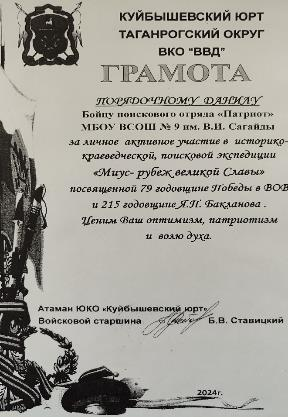 КУЙБЫШЕВСКИЙ ЮРТ
ТАГАНРОГСКИЙ ОКРУГ
ВКО "ВВД"
ГРАМОТА
ПОРЯДОЧНОМУ ДАНИЛУ
Бойцу поискового отряда «Патриот»
МБОУ ВСОШ № 9 им. В.И. Сагайды
за личное активное участие в историко-
краеведческой, поисковой экспедиции
«Миус- рубеж великой Славы»
посвященной 79 годовщине Победы в ВОВ
и 215 годовщине Я.П. Бакланова .
Ценим Ваш оптимизм, патриотизм
и волю духа.
Атаман ЮКО «Куйбышевский юрт»
Войсковой старшина Б.В. Ставицкий
2024г.